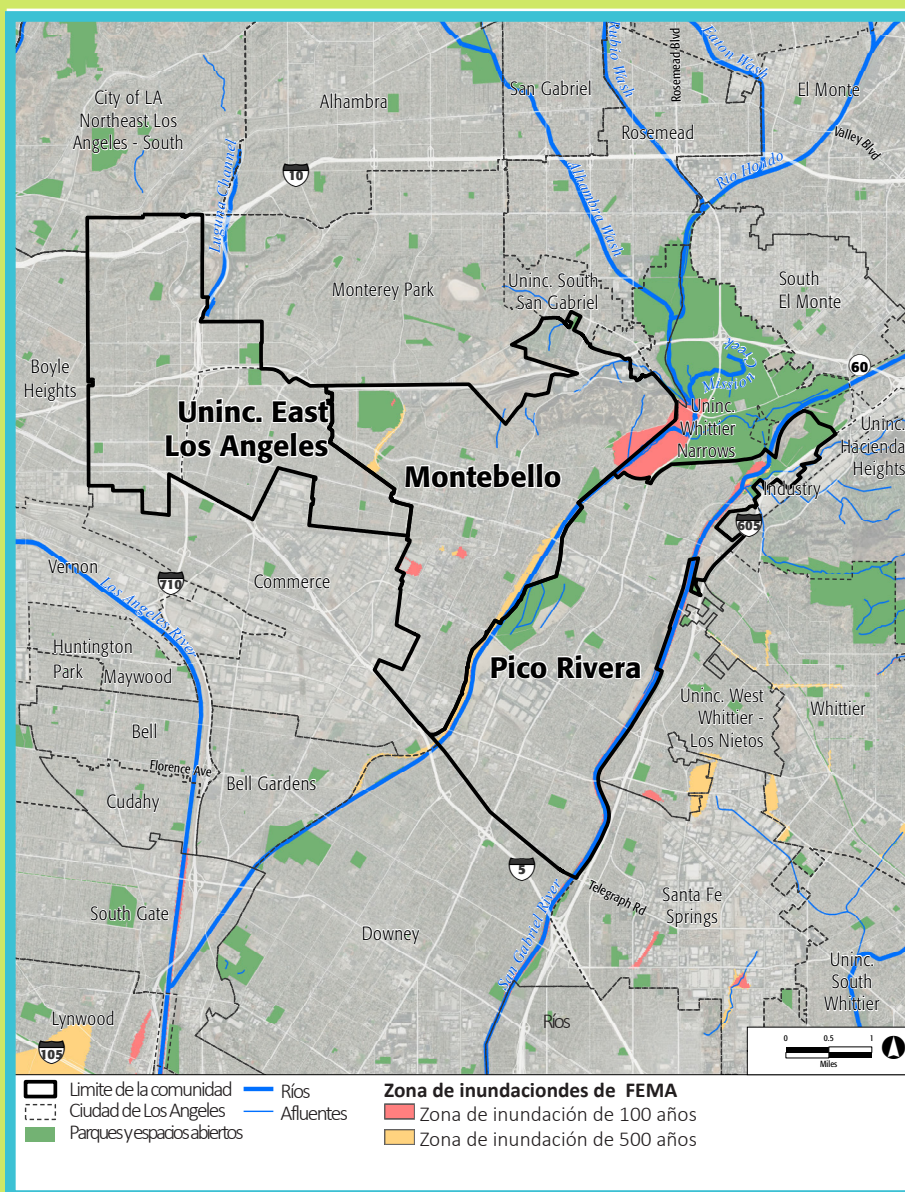 City of LA
Northeast Los
Angeles - South
Alhambra
San Gabriel
Rubio Wash
Rosemead Blvd
Eaton Wash
El Monte
Rosemead
Valley Blvd
Laguna Channel
10
Alhambra Wash
Rio Hondo
Monterey Park
Uninc. South
San Gabriel
South
El Monte
Boyle
Heights
60
Mission
Creek
Uninc. East
Los Angeles
Uninc.
Whittier
Narrows
Uninc.
Hacienda
Heights
Montebello
Industry
605
Vernon
710
Commerce
Los Angeles River
Huntington
Park
Maywood
Pico Rivera
Uninc. West
Whittier -
Los Nietos
Whittier
Bell
Florence Ave
Bell Gardens
Cudahy
5
Telegraph Rd
Santa Fe
Springs
South Gate
Downey
San Gabriel River
Uninc.
South
Whittier
Lynwood
Ríos
105
0 0.5 1
Miles
Limite de la comunidad
Ciudad de Los Angeles
Parques y espacios abiertos
Ríos
Afluentes
Zona de inundaciondes de FEMA
Zona de inundación de 100 años
Zona de inundación de 500 años